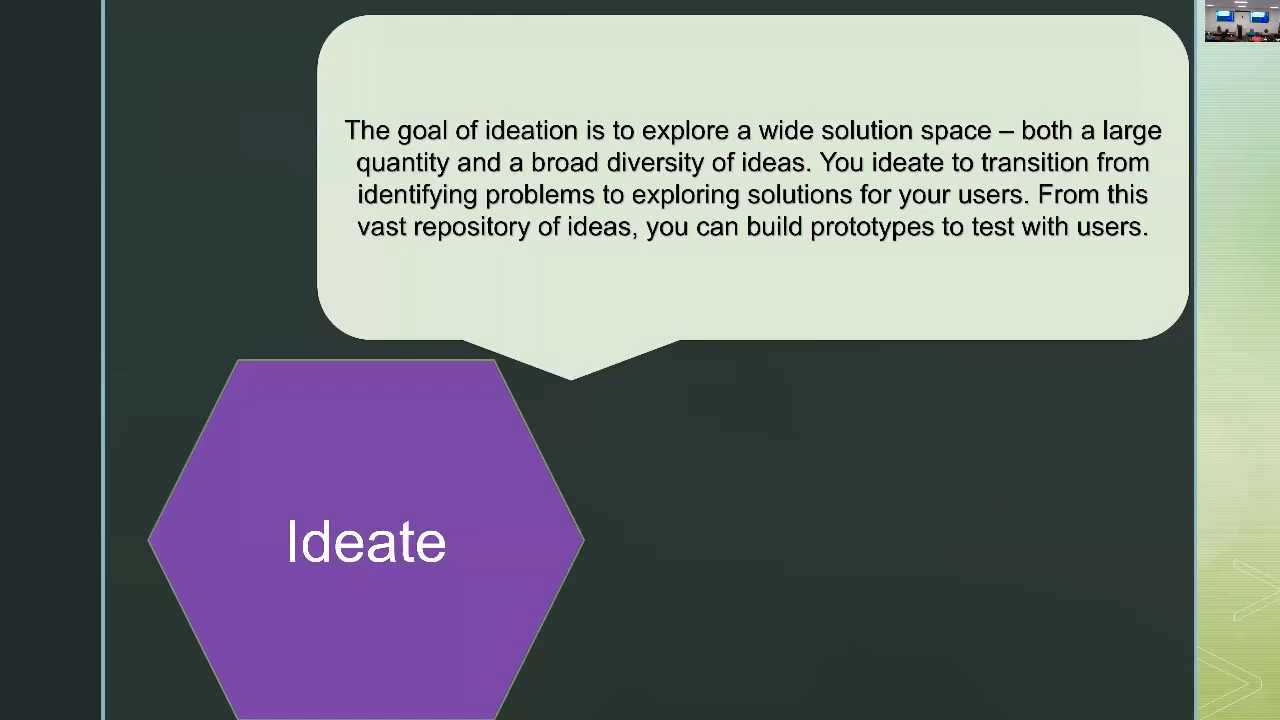 The goal of ideation is to explore a wide solution space – both a large
quantity and a broad diversity of ideas. You ideate to transition from
identifying problems to exploring solutions for your users. From this
vast repository of ideas, you can build prototypes to test with users.
Ideate